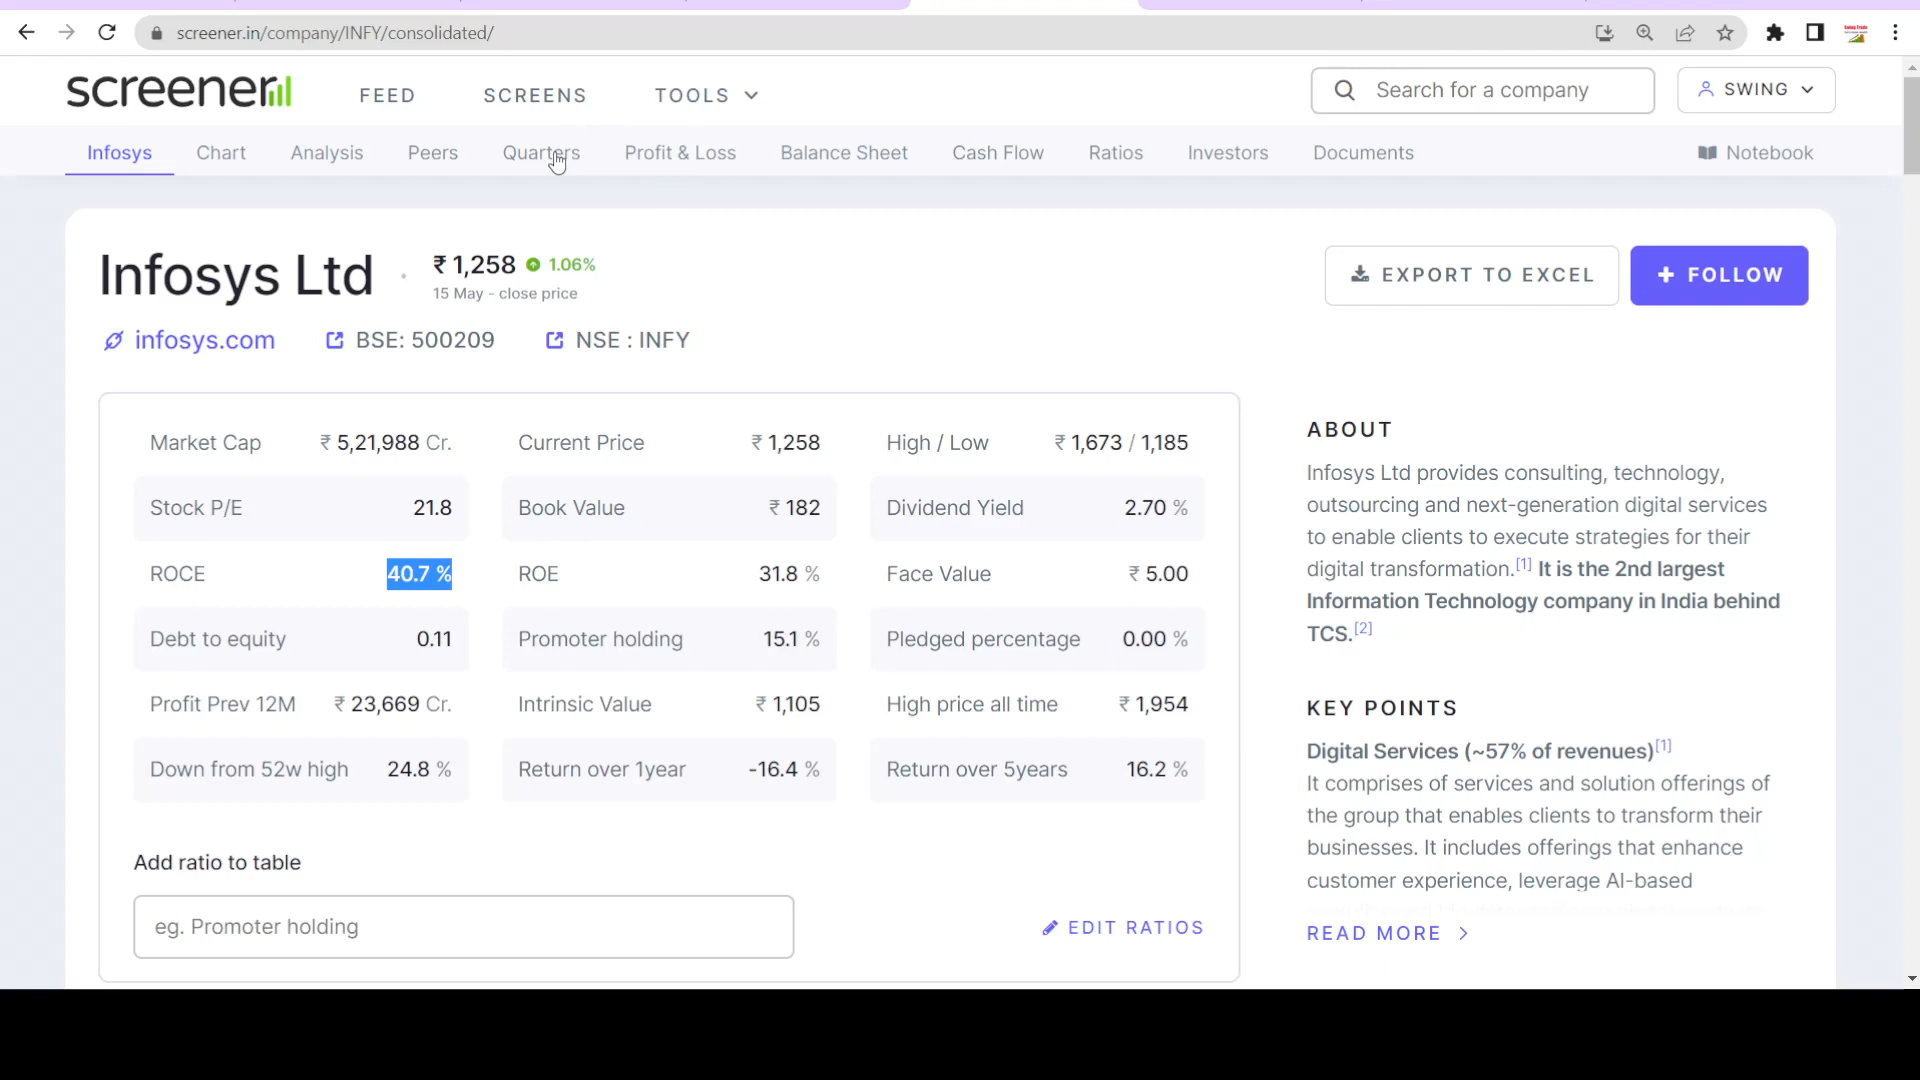 screener.in/company/INFY/consolidated/
screener
FEED SCREENS TOOLS
Search for a company
SWING
Infosys Chart Analysis Peers Quarters Profit & Loss Balance Sheet Cash Flow Ratios Investors Documents Notebook
Infosys Ltd · ₹ 1,258 1.06%
15 May - close price
EXPORT TO EXCEL
+ FOLLOW
infosys.com BSE: 500209 NSE : INFY
Market Cap ₹ 5,21,988 Cr. Current Price ₹ 1,258 High / Low ₹ 1,673 / 1,185
Stock P/E 21.8 Book Value ₹ 182 Dividend Yield 2.70 %
ROCE 40.7 % ROE 31.8 % Face Value ₹ 5.00
Debt to equity 0.11 Promoter holding 15.1 % Pledged percentage 0.00 %
Profit Prev 12M ₹ 23,669 Cr. Intrinsic Value ₹ 1,105 High price all time ₹ 1,954
Down from 52w high 24.8 % Return over 1year -16.4 % Return over 5years 16.2 %
Add ratio to table
eg. Promoter holding
EDIT RATIOS
ABOUT
Infosys Ltd provides consulting, technology,
outsourcing and next-generation digital services
to enable clients to execute strategies for their
digital transformation.[1] It is the 2nd largest
Information Technology company in India behind
TCS.[2]
KEY POINTS
Digital Services (~57% of revenues)[1]
It comprises of services and solution offerings of
the group that enables clients to transform their
businesses. It includes offerings that enhance
customer experience, leverage AI-based
READ MORE